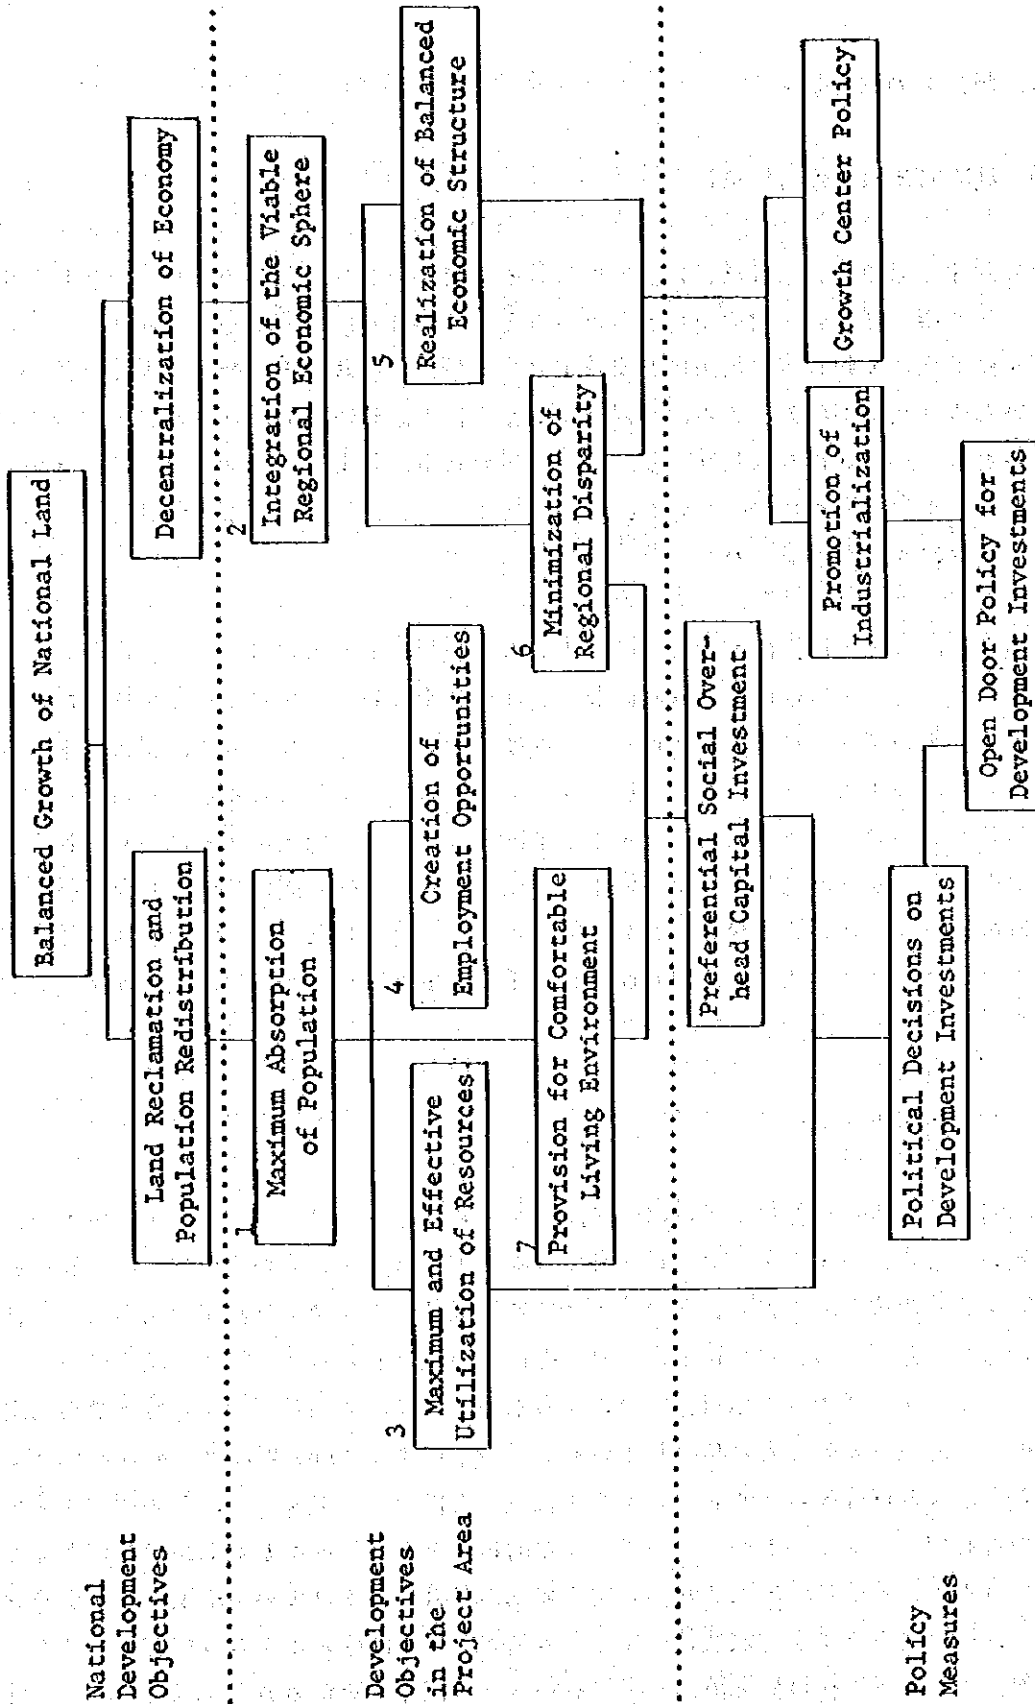 National
Development
Objectives
Balanced Growth of National Land
Land Reclamation and
Population Redistribution
Decentralization of Economy
Development
Objectives
in the
Project Area
1
Maximum Absorption
of Population
2
Integration of the Viable
Regional Economic Sphere
3
Maximum and Effective
Utilization of Resources
4
Creation of
Employment Opportunities
5
Realization of Balanced
Economic Structure
7
Provision for Comfortable
Living Environment
6
Minimization of
Regional Disparity
Policy
Measures
Preferential Social Over-
head Capital Investment
Promotion of
Industrialization
Growth Center Policy
Political Decisions on
Development Investments
Open Door Policy for
Development Investments